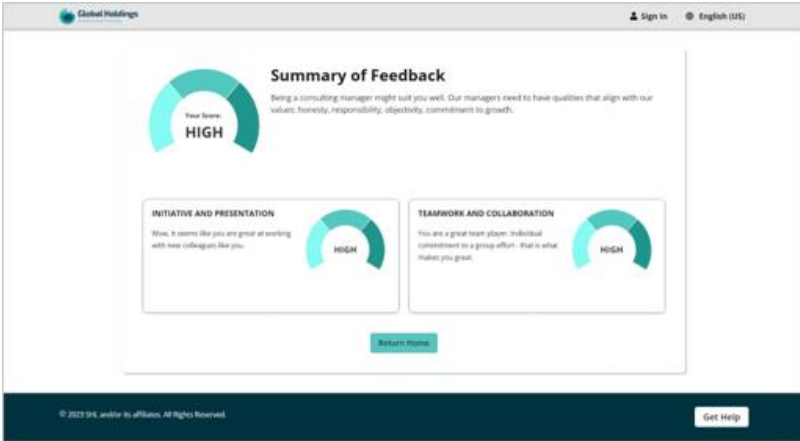 Global Holdings
Sign In
English (US)
Your Score:
HIGH
Summary of Feedback
Being a consulting manager might suit you well. Our managers need to have qualities that align with our
values: honesty, responsibility, objectivity, commitment to growth.
INITIATIVE AND PRESENTATION
Wow, it seems like you are great at working
with new colleagues like you.
HIGH
TEAMWORK AND COLLABORATION
You are a great team player. Individual
commitment to a group effort - that is what
makes you great.
HIGH
Return Home
© 2023 SHL and/or its affiliates. All Rights Reserved.
Get Help